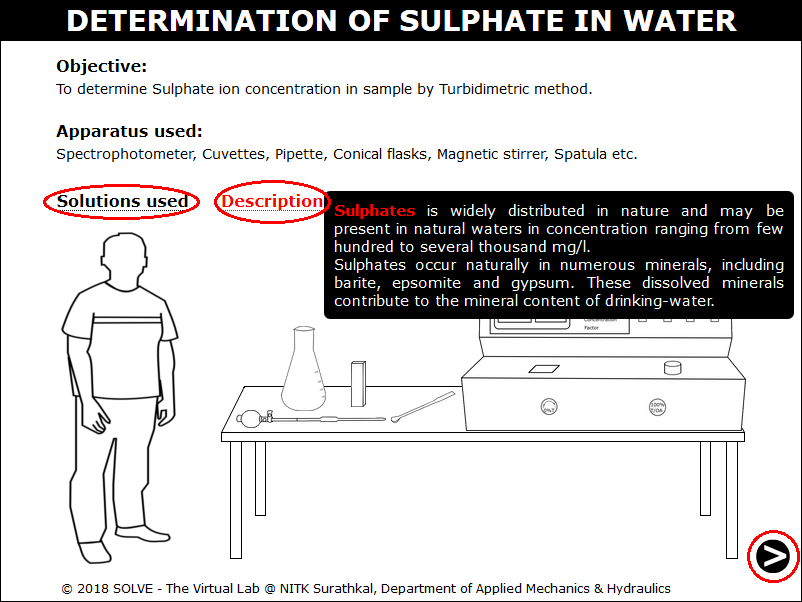 DETERMINATION OF SULPHATE IN WATER
Objective:
To determine Sulphate ion concentration in sample by Turbidimetric method.
Apparatus used:
Spectrophotometer, Cuvettes, Pipette, Conical flasks, Magnetic stirrer, Spatula etc.
Solutions used Description
Sulphates is widely distributed in nature and may be
present in natural waters in concentration ranging from few
hundred to several thousand mg/l.
Sulphates occur naturally in numerous minerals, including
barite, epsomite and gypsum. These dissolved minerals
contribute to the mineral content of drinking-water.
Concentration
Factor
0%T
100%
T/OA
>
© 2018 SOLVE - The Virtual Lab @ NITK Surathkal, Department of Applied Mechanics & Hydraulics